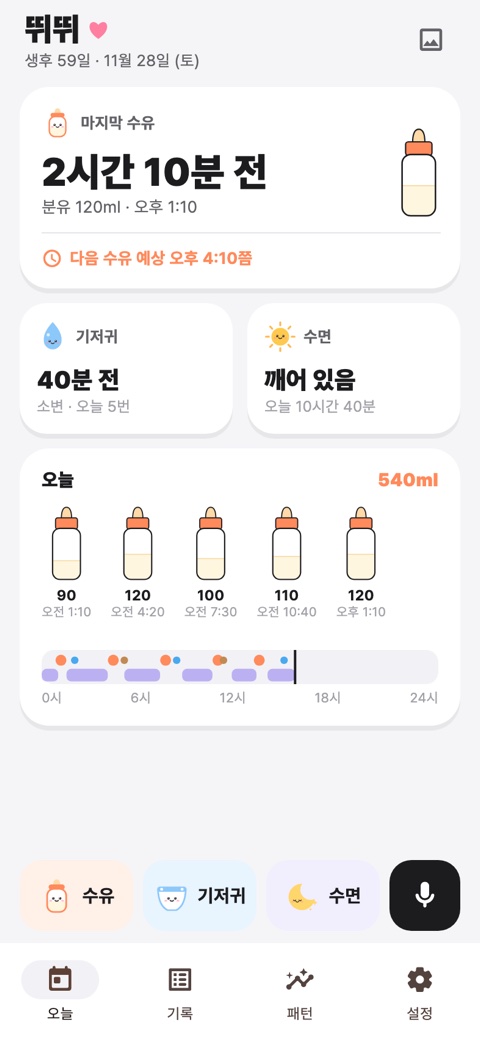 뛰뛰
생후 59일 · 11월 28일 (토)
마지막 수유
2시간 10분 전
분유 120ml · 오후 1:10
다음 수유 예상 오후 4:10쯤
기저귀
40분 전
소변 · 오늘 5번
수면
깨어 있음
오늘 10시간 40분
오늘
540ml
90
오전 1:10
120
오전 4:20
100
오전 7:30
110
오전 10:40
120
오후 1:10
0시 6시 12시 18시 24시
수유
기저귀
수면
오늘
기록
패턴
설정